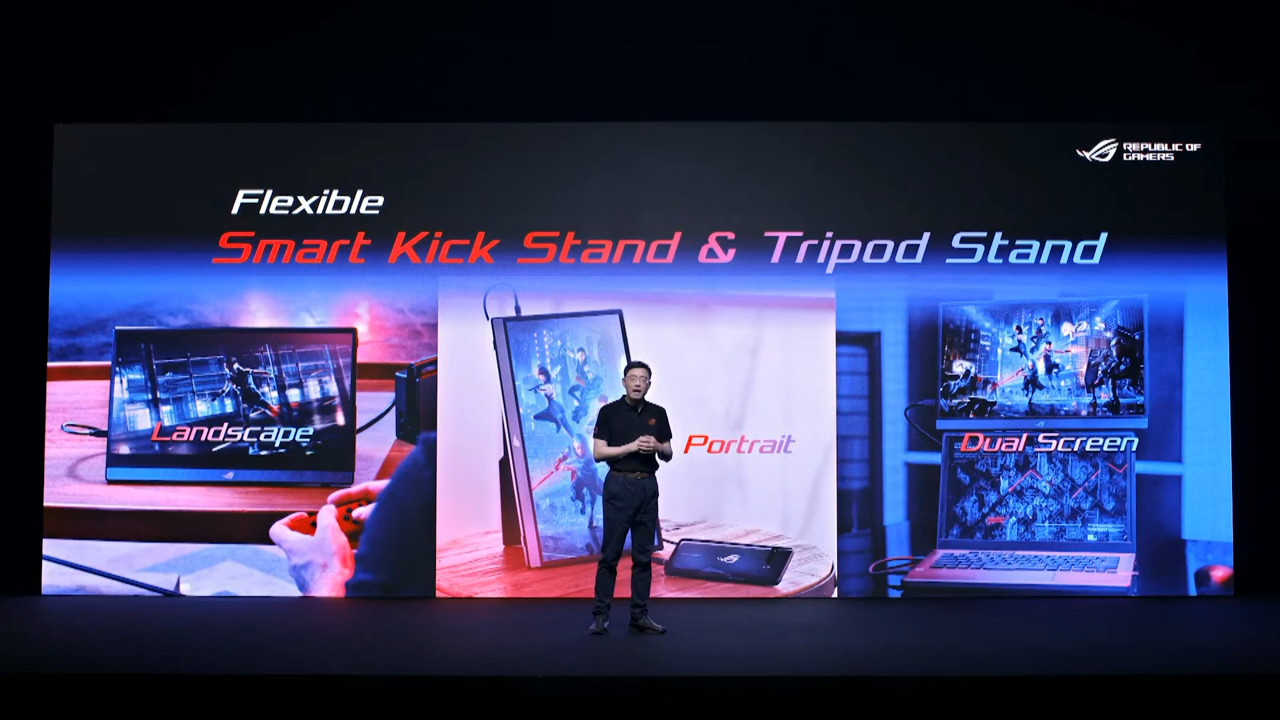 REPUBLIC OF
GAMERS
Flexible
Smart Kick Stand & Tripod Stand
Landscape
Portrait
Dual Screen